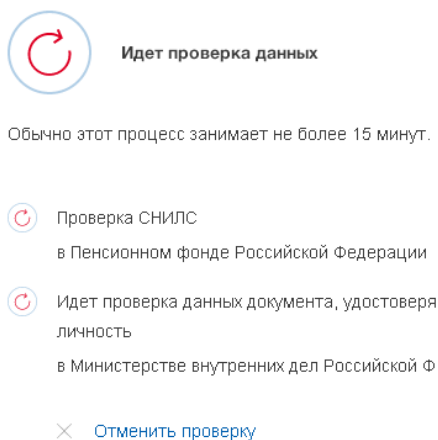 Идет проверка данных
Обычно этот процесс занимает не более 15 минут.
Проверка СНИЛС
в Пенсионном фонде Российской Федерации
Идет проверка данных документа, удостоверя
личность
в Министерстве внутренних дел Российской Ф
Отменить проверку